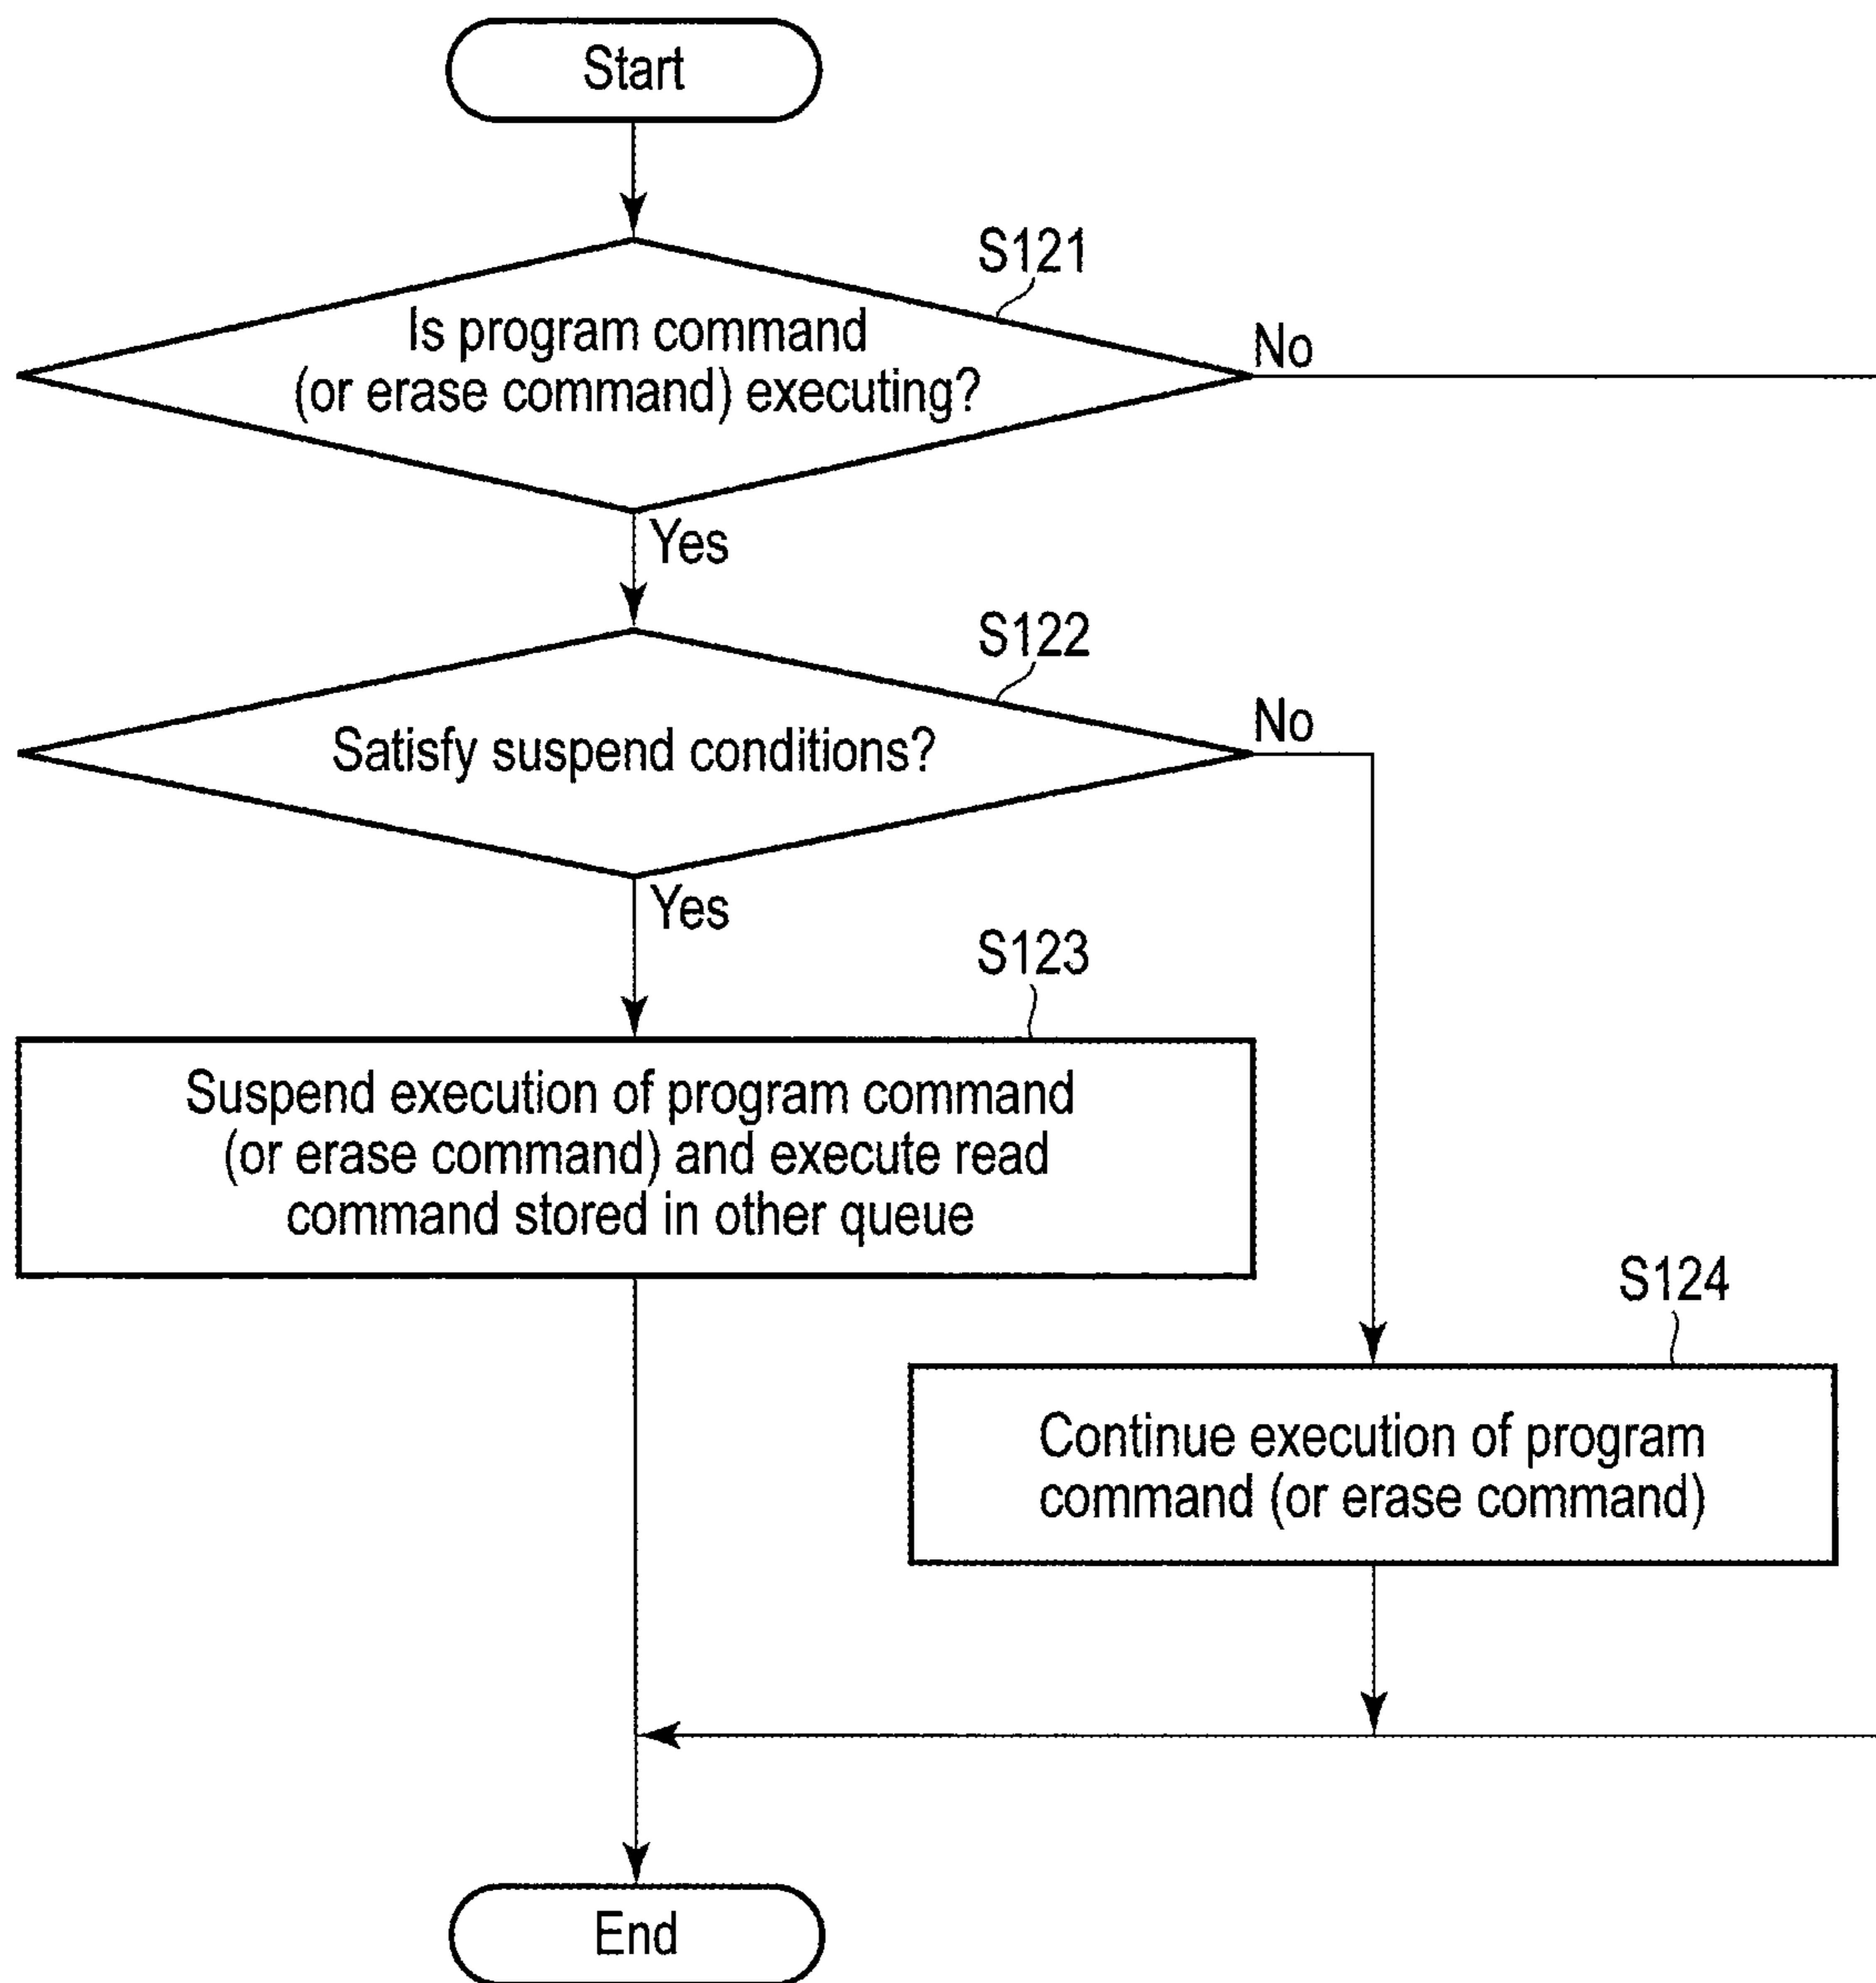 Start
S121
Is program command
(or erase command) executing?
No
Yes
S122
Satisfy suspend conditions?
No
Yes
S123
Suspend execution of program command
(or erase command) and execute read
command stored in other queue
S124
Continue execution of program
command (or erase command)
End